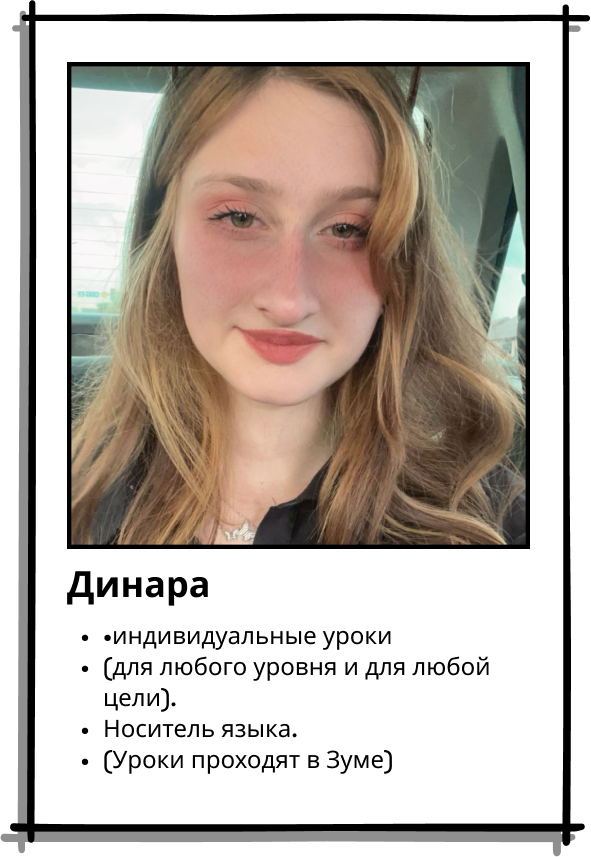 Динара
• •индивидуальные уроки
• (для любого уровня и для любой
цели).
• Носитель языка.
• (Уроки проходят в Зуме)